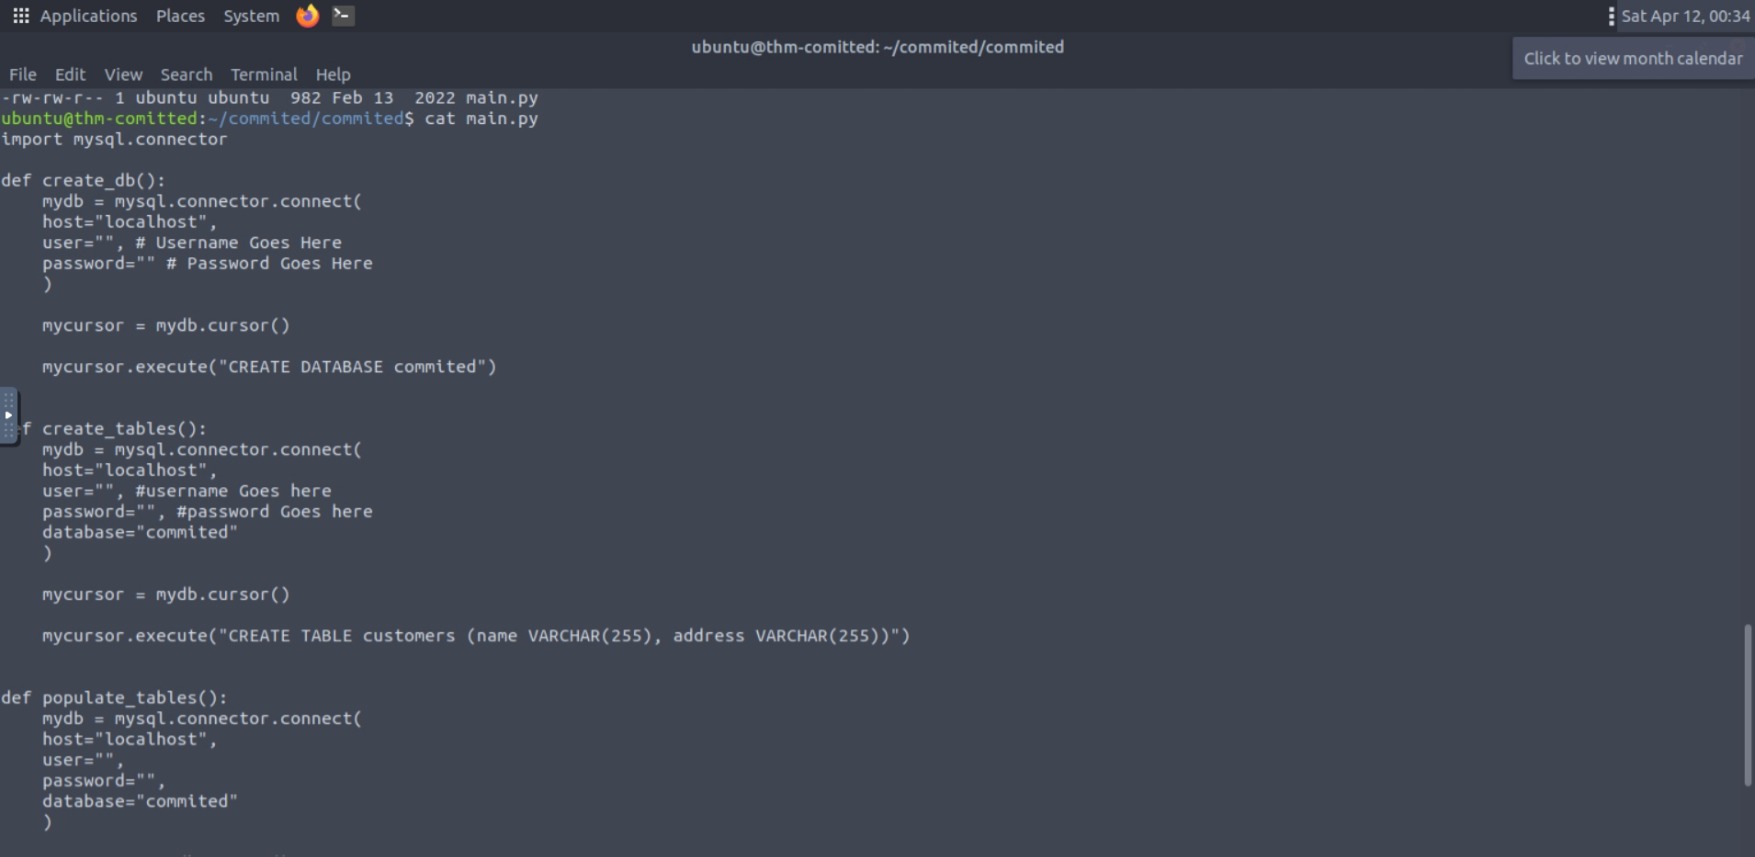 Applications Places System
Sat Apr 12, 00:34
ubuntu@thm-comitted: ~/commited/commited
Click to view month calendar
File Edit View Search Terminal Help
-rw-rw-r-- 1 ubuntu ubuntu  982 Feb 13  2022 main.py
ubuntu@thm-comitted:~/commited/commited$ cat main.py
import mysql.connector
def create_db():
    mydb = mysql.connector.connect(
    host="localhost",
    user="", # Username Goes Here
    password="" # Password Goes Here
    )
    mycursor = mydb.cursor()
    mycursor.execute("CREATE DATABASE commited")
f create_tables():
    mydb = mysql.connector.connect(
    host="localhost",
    user="", #username Goes here
    password="", #password Goes here
    database="commited"
    )
    mycursor = mydb.cursor()
    mycursor.execute("CREATE TABLE customers (name VARCHAR(255), address VARCHAR(255))")
def populate_tables():
    mydb = mysql.connector.connect(
    host="localhost",
    user="",
    password="",
    database="commited"
    )